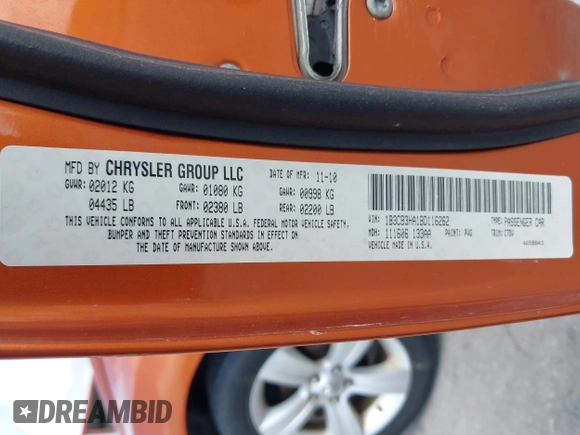 MFD BY CHRYSLER GROUP LLC DATE OF MFR: 11-10
GVWR: 02012 KG GAWR: 01080 KG GAWR: 00998 KG
04435 LB FRONT: 02380 LB REAR: 02200 LB
THIS VEHICLE CONFORMS TO ALL APPLICABLE U.S.A. FEDERAL MOTOR VEHICLE SAFETY,
BUMPER AND THEFT PREVENTION STANDARDS IN EFFECT ON
THE DATE OF MANUFACTURE SHOWN ABOVE.
VIN: 1B3CB3HA1BD116262 TYPE: PASSENGER CAR
MDH: 111606 133AA PAINT: PVG TRIM: C7DV
VEHICLE MADE IN U.S.A.
DREAMBID